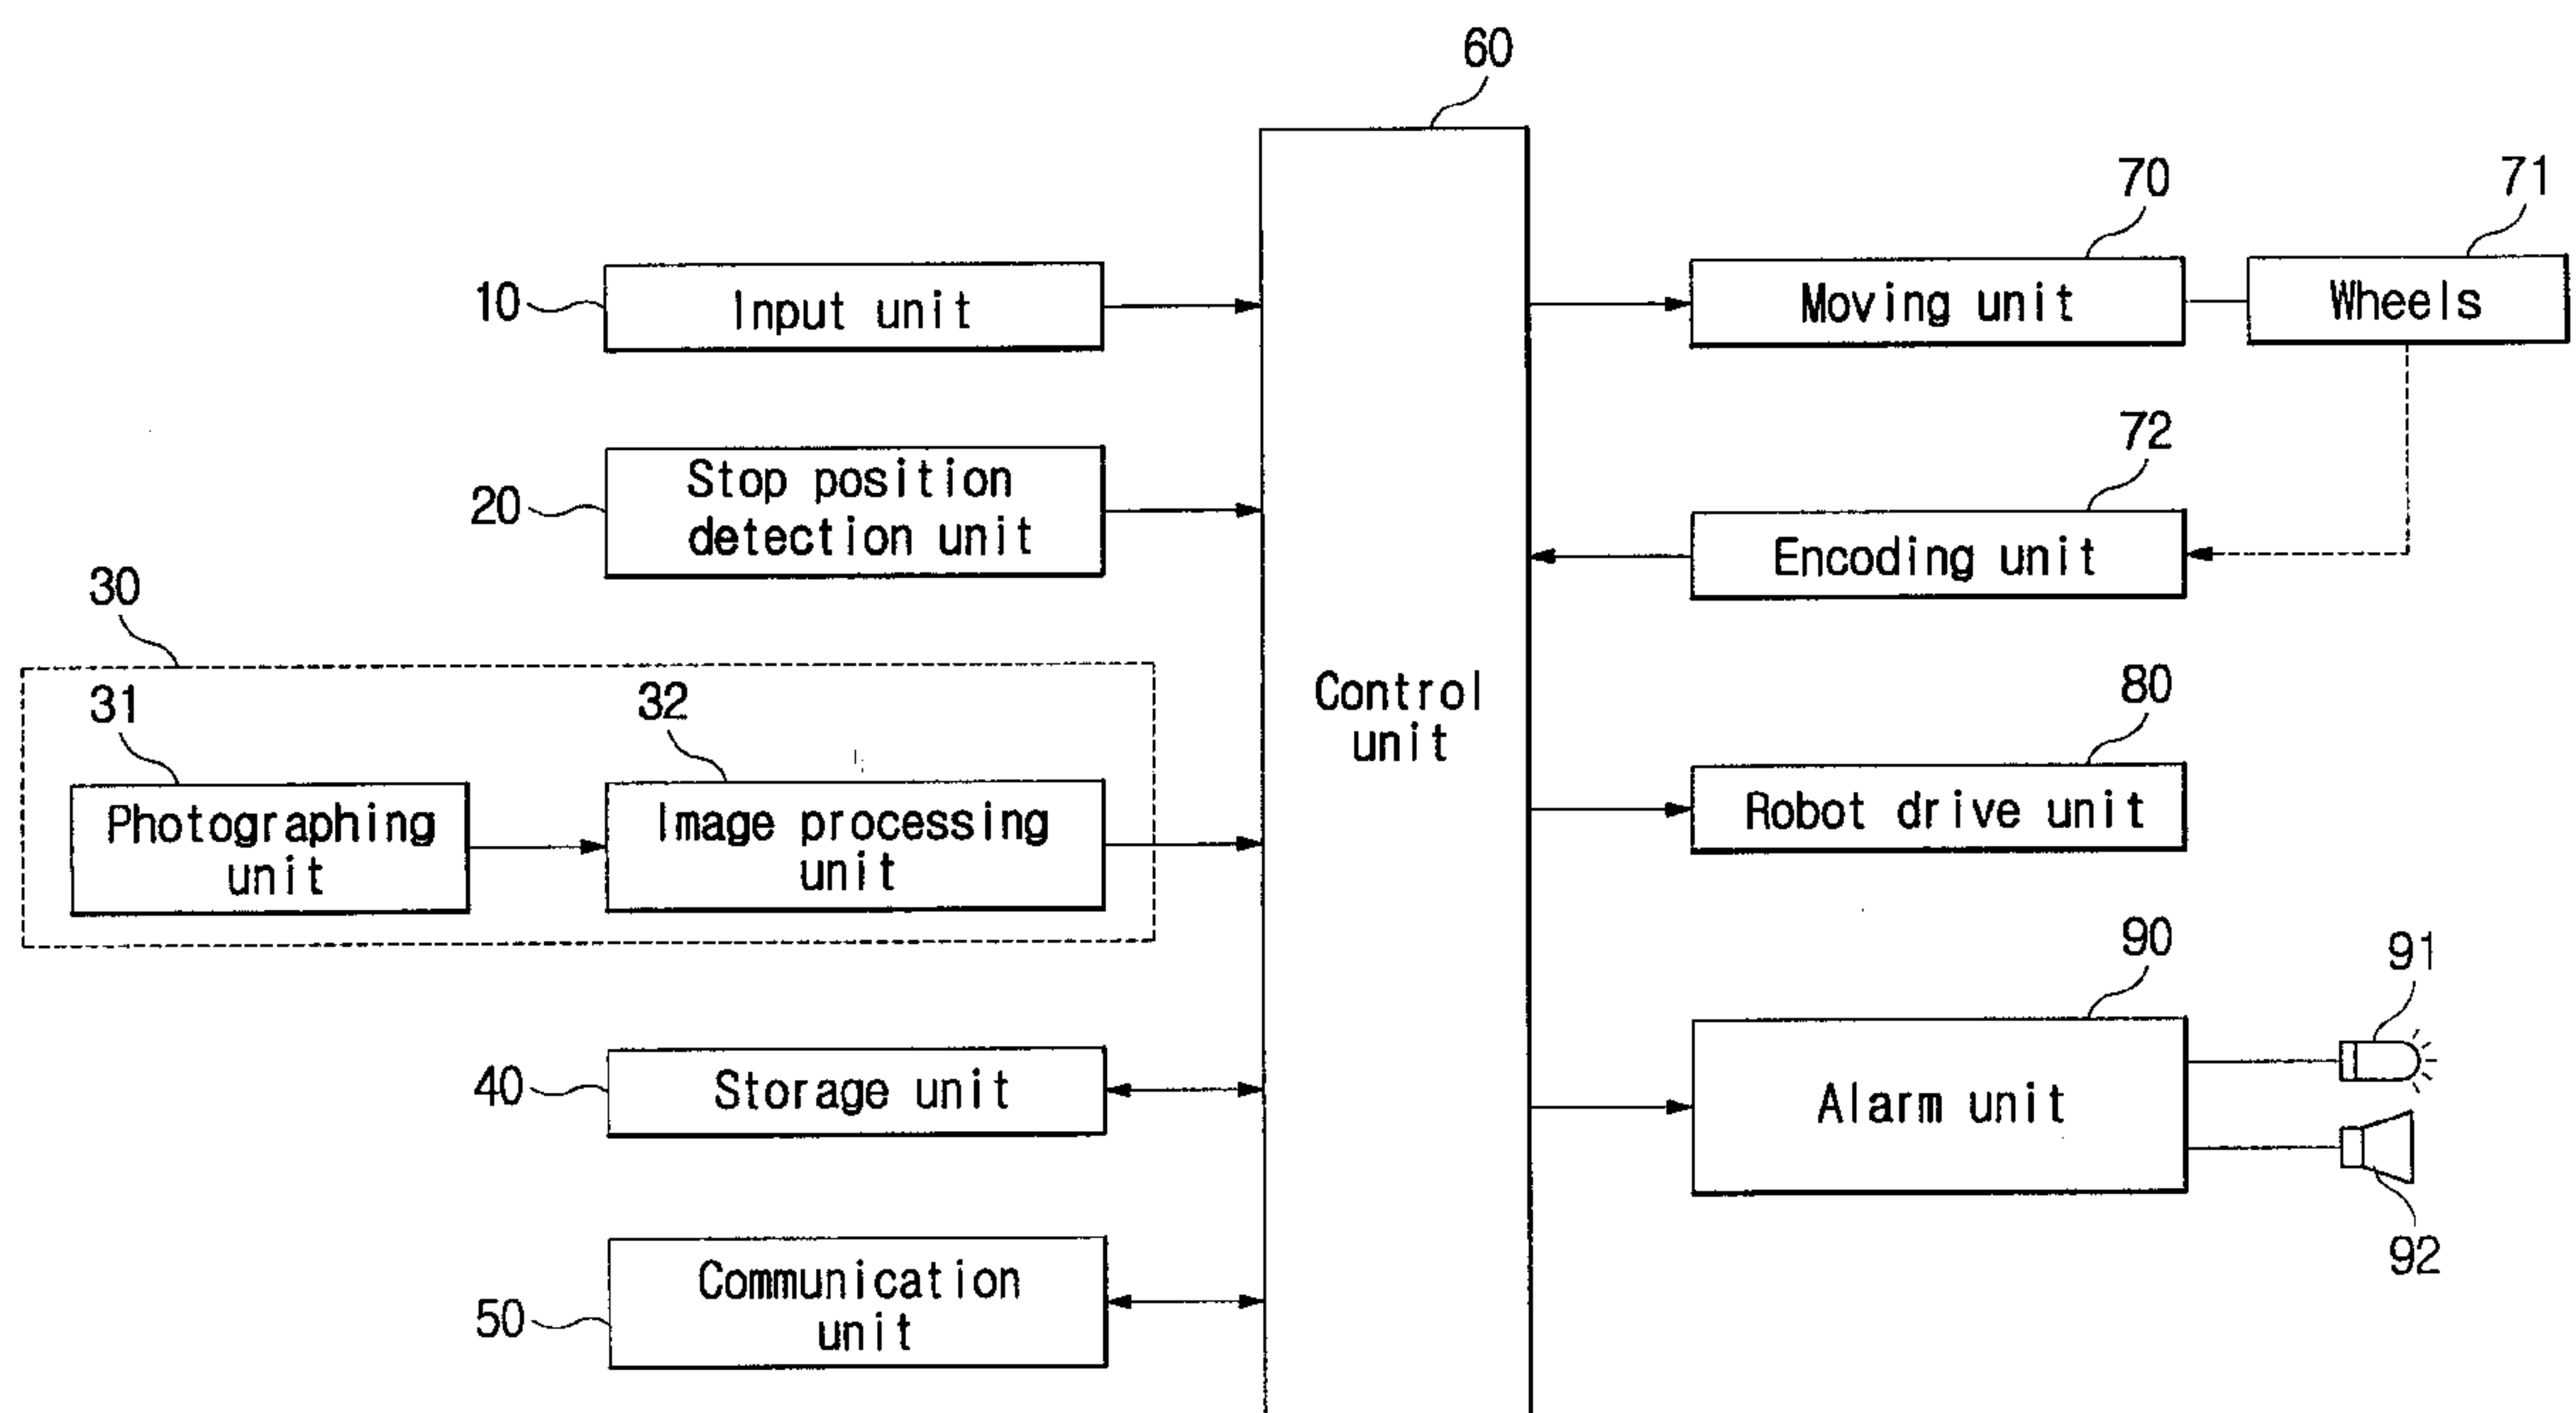 60
70
71
10
Input unit
Moving unit
Wheels
72
20
Stop position
detection unit
Encoding unit
30
31
32
Control
unit
80
Photographing
unit
Image processing
unit
Robot drive unit
90
91
40
Storage unit
Alarm unit
92
50
Communication
unit